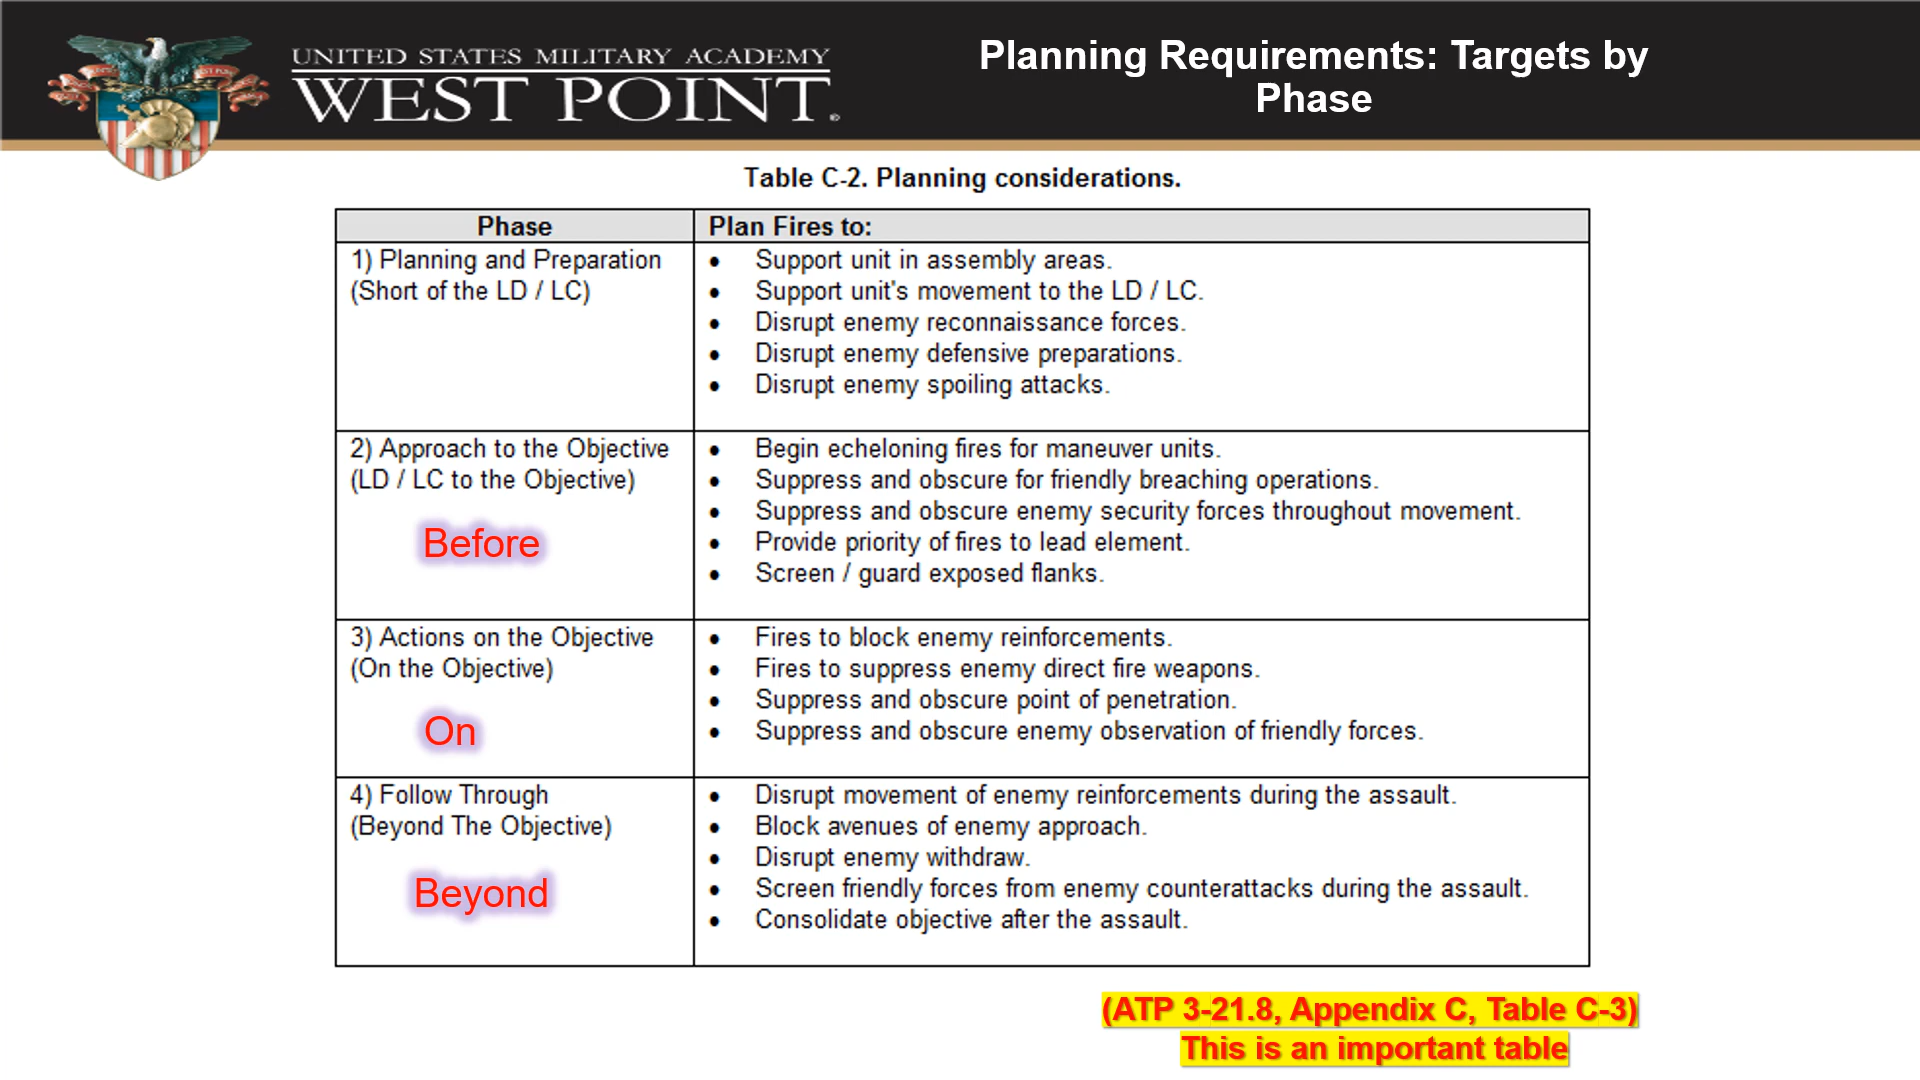 UNITED STATES MILITARY ACADEMY
WEST POINT.
Planning Requirements: Targets by
Phase
Table C-2. Planning considerations.
Phase
Plan Fires to:
1) Planning and Preparation
(Short of the LD / LC)
• Support unit in assembly areas.
• Support unit's movement to the LD / LC.
• Disrupt enemy reconnaissance forces.
• Disrupt enemy defensive preparations.
• Disrupt enemy spoiling attacks.
2) Approach to the Objective
(LD / LC to the Objective)
Before
• Begin echeloning fires for maneuver units.
• Suppress and obscure for friendly breaching operations.
• Suppress and obscure enemy security forces throughout movement.
• Provide priority of fires to lead element.
• Screen / guard exposed flanks.
3) Actions on the Objective
(On the Objective)
On
• Fires to block enemy reinforcements.
• Fires to suppress enemy direct fire weapons.
• Suppress and obscure point of penetration.
• Suppress and obscure enemy observation of friendly forces.
4) Follow Through
(Beyond The Objective)
Beyond
• Disrupt movement of enemy reinforcements during the assault.
• Block avenues of enemy approach.
• Disrupt enemy withdraw.
• Screen friendly forces from enemy counterattacks during the assault.
• Consolidate objective after the assault.
(ATP 3-21.8, Appendix C, Table C-3)
This is an important table